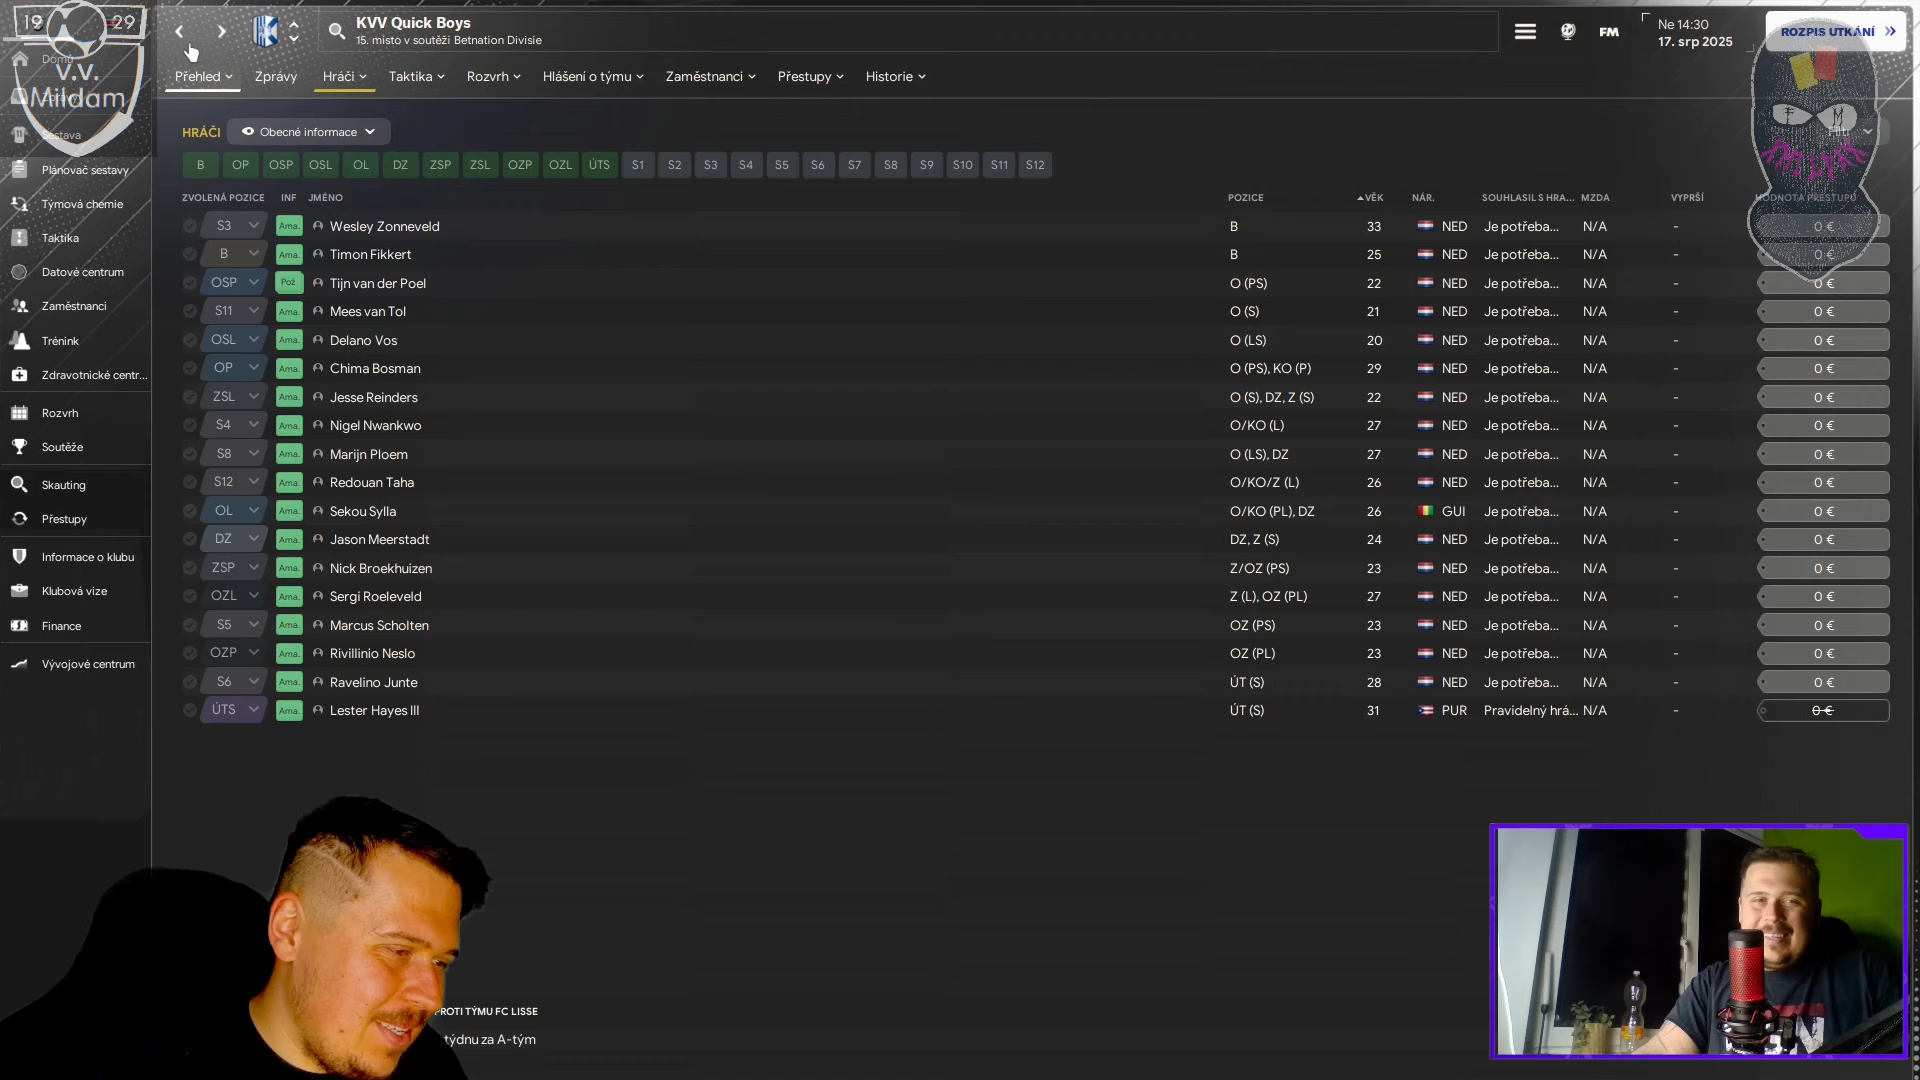 19 29
V.V.
Mildam
KVV Quick Boys
15. místo v soutěži Betnation Divisie
FM
Ne 14:30
17. srp 2025
ROZPIS UTKÁNÍ
Přehled Zprávy Hráči Taktika Rozvrh Hlášení o týmu Zaměstnanci Přestupy Historie
Domů
Zprávy
Sestava
Plánovač sestavy
Týmová chemie
Taktika
Datové centrum
Zaměstnanci
Trénink
Zdravotnické centr...
Rozvrh
Soutěže
Skauting
Přestupy
Informace o klubu
Klubová vize
Finance
Vývojové centrum
HRÁČI Obecné informace
Filtr
B OP OSP OSL OL DZ ZSP ZSL OZP OZL ÚTS S1 S2 S3 S4 S5 S6 S7 S8 S9 S10 S11 S12
ZVOLENÁ POZICE INF JMÉNO POZICE VĚK NÁR. SOUHLASIL S HRA... MZDA VYPRŠÍ HODNOTA PŘESTUPU
S3 Ama. Wesley Zonneveld B 33 NED Je potřeba... N/A - 0 €
B Ama. Timon Fikkert B 25 NED Je potřeba... N/A - 0 €
OSP Pož Tijn van der Poel O (PS) 22 NED Je potřeba... N/A - 0 €
S11 Ama. Mees van Tol O (S) 21 NED Je potřeba... N/A - 0 €
OSL Ama. Delano Vos O (LS) 20 NED Je potřeba... N/A - 0 €
OP Ama. Chima Bosman O (PS), KO (P) 29 NED Je potřeba... N/A - 0 €
ZSL Ama. Jesse Reinders O (S), DZ, Z (S) 22 NED Je potřeba... N/A - 0 €
S4 Ama. Nigel Nwankwo O/KO (L) 27 NED Je potřeba... N/A - 0 €
S8 Ama. Marijn Ploem O (LS), DZ 27 NED Je potřeba... N/A - 0 €
S12 Ama. Redouan Taha O/KO/Z (L) 26 NED Je potřeba... N/A - 0 €
OL Ama. Sekou Sylla O/KO (PL), DZ 26 GUI Je potřeba... N/A - 0 €
DZ Ama. Jason Meerstadt DZ, Z (S) 24 NED Je potřeba... N/A - 0 €
ZSP Ama. Nick Broekhuizen Z/OZ (PS) 23 NED Je potřeba... N/A - 0 €
OZL Ama. Sergi Roeleveld Z (L), OZ (PL) 27 NED Je potřeba... N/A - 0 €
S5 Ama. Marcus Scholten OZ (PS) 23 NED Je potřeba... N/A - 0 €
OZP Ama. Rivillinio Neslo OZ (PL) 23 NED Je potřeba... N/A - 0 €
S6 Ama. Ravelino Junte ÚT (S) 28 NED Je potřeba... N/A - 0 €
ÚTS Ama. Lester Hayes III ÚT (S) 31 PUR Pravidelný hrá... N/A - 0 €
PROTI TÝMU FC LISSE
týdnu za A-tým